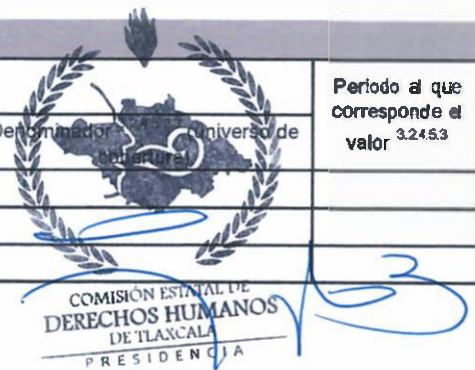 Periodo al que
corresponde el
valor 3.2.4.5.3
Denominador (universo de
cobertura)
COMISIÓN ESTATAL DE
DERECHOS HUMANOS
DE TLAXCALA
PRESIDENCIA